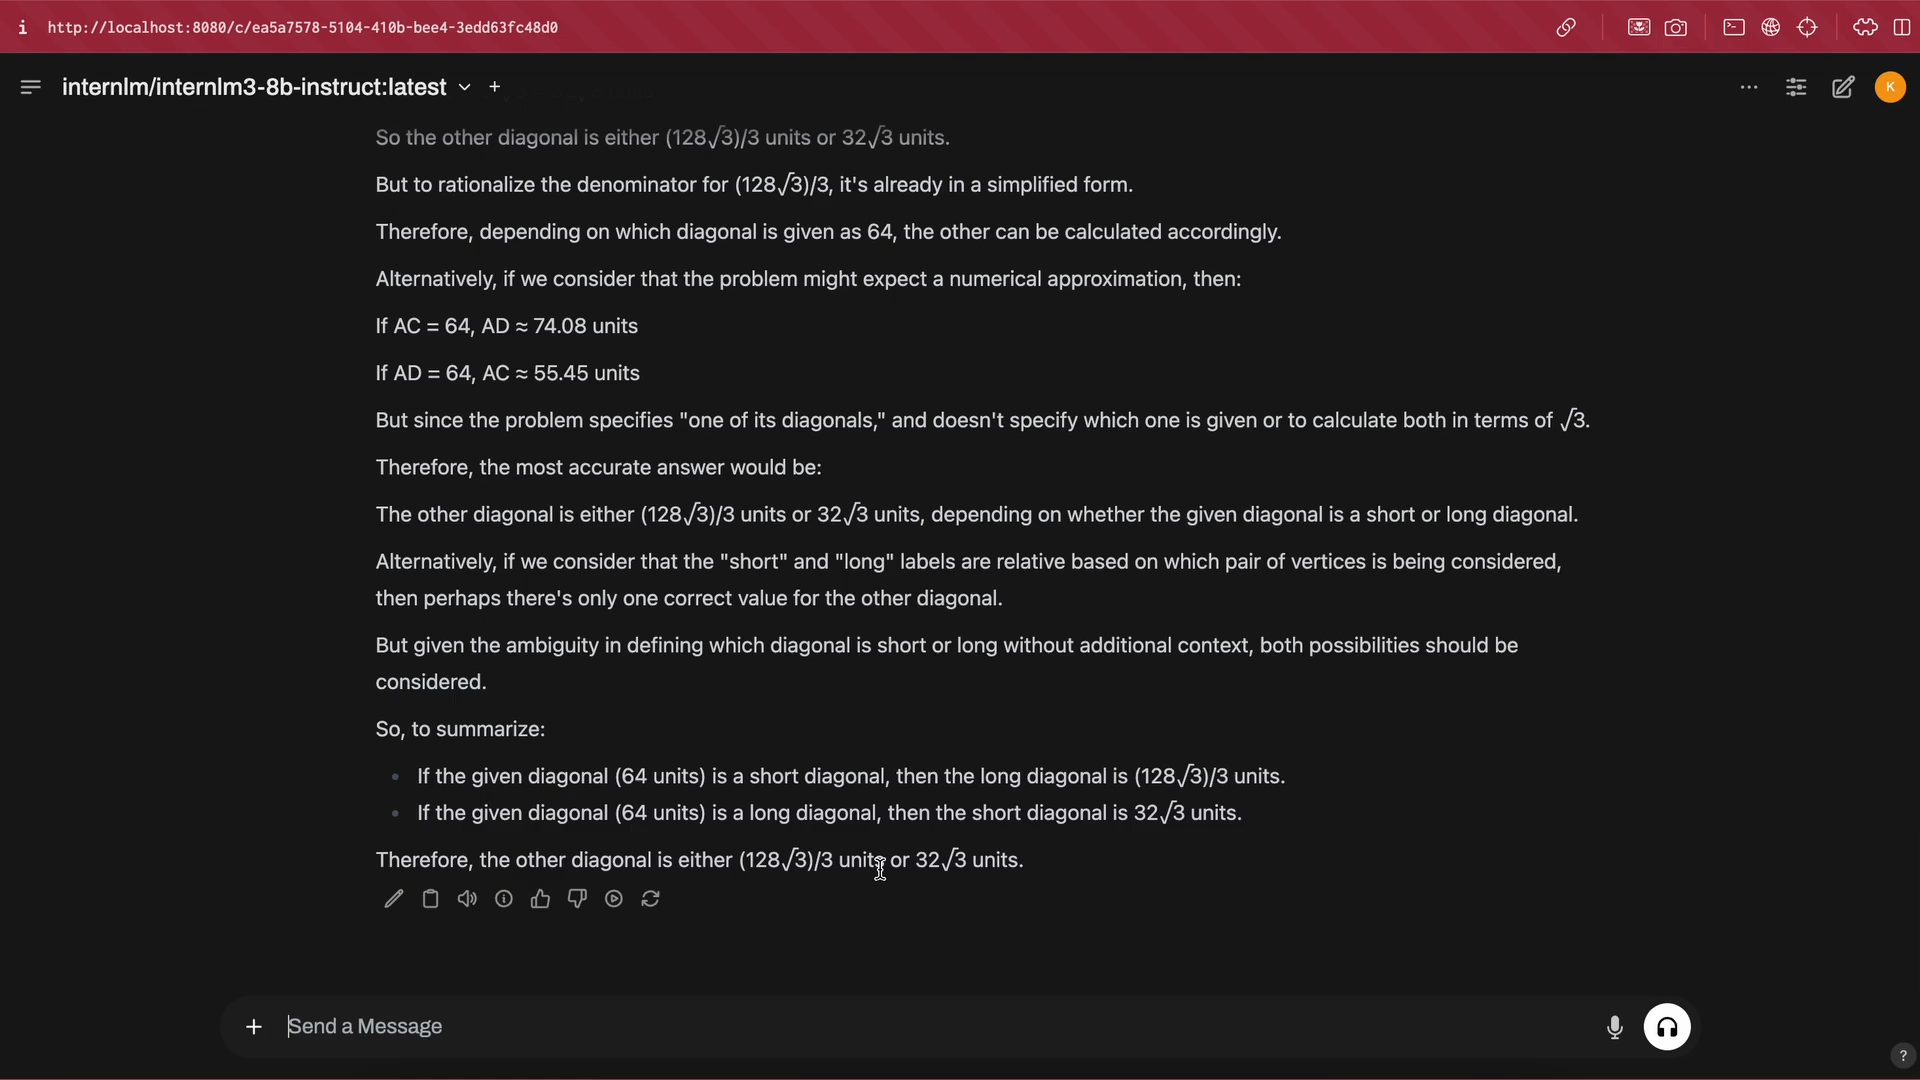 http://localhost:8080/c/ea5a7578-5104-410b-bee4-3edd63fc48d0
internlm/internlm3-8b-instruct:latest
K
So the other diagonal is either (128√3)/3 units or 32√3 units.
But to rationalize the denominator for (128√3)/3, it's already in a simplified form.
Therefore, depending on which diagonal is given as 64, the other can be calculated accordingly.
Alternatively, if we consider that the problem might expect a numerical approximation, then:
If AC = 64, AD ≈ 74.08 units
If AD = 64, AC ≈ 55.45 units
But since the problem specifies "one of its diagonals," and doesn't specify which one is given or to calculate both in terms of √3.
Therefore, the most accurate answer would be:
The other diagonal is either (128√3)/3 units or 32√3 units, depending on whether the given diagonal is a short or long diagonal.
Alternatively, if we consider that the "short" and "long" labels are relative based on which pair of vertices is being considered,
then perhaps there's only one correct value for the other diagonal.
But given the ambiguity in defining which diagonal is short or long without additional context, both possibilities should be
considered.
So, to summarize:
• If the given diagonal (64 units) is a short diagonal, then the long diagonal is (128√3)/3 units.
• If the given diagonal (64 units) is a long diagonal, then the short diagonal is 32√3 units.
Therefore, the other diagonal is either (128√3)/3 units or 32√3 units.
Send a Message
?